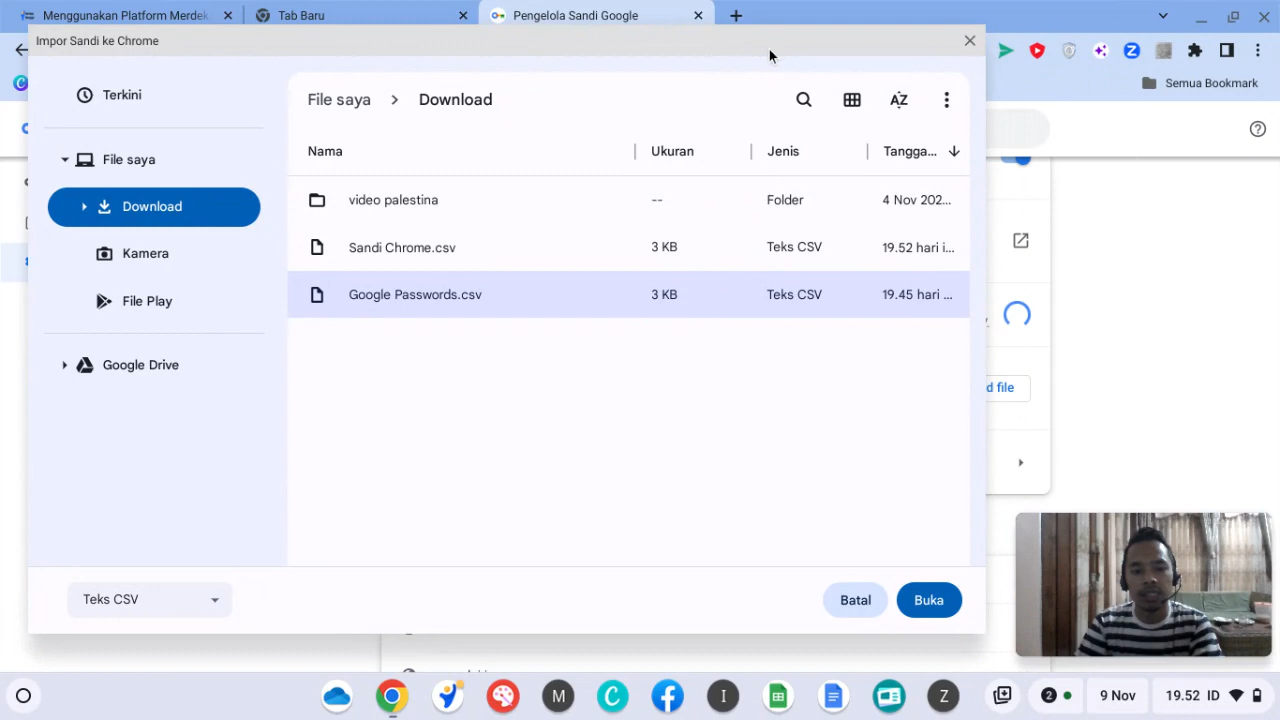 Menggunakan Platform Merdek
Tab Baru
Pengelola Sandi Google
Impor Sandi ke Chrome
Semua Bookmark
Terkini
File saya
Download
Kamera
File Play
Google Drive
File saya > Download
Nama Ukuran Jenis Tangga...
video palestina -- Folder 4 Nov 202...
Sandi Chrome.csv 3 KB Teks CSV 19.52 hari i...
Google Passwords.csv 3 KB Teks CSV 19.45 hari ...
d file
Teks CSV
Batal
Buka
2
9 Nov
19.52 ID